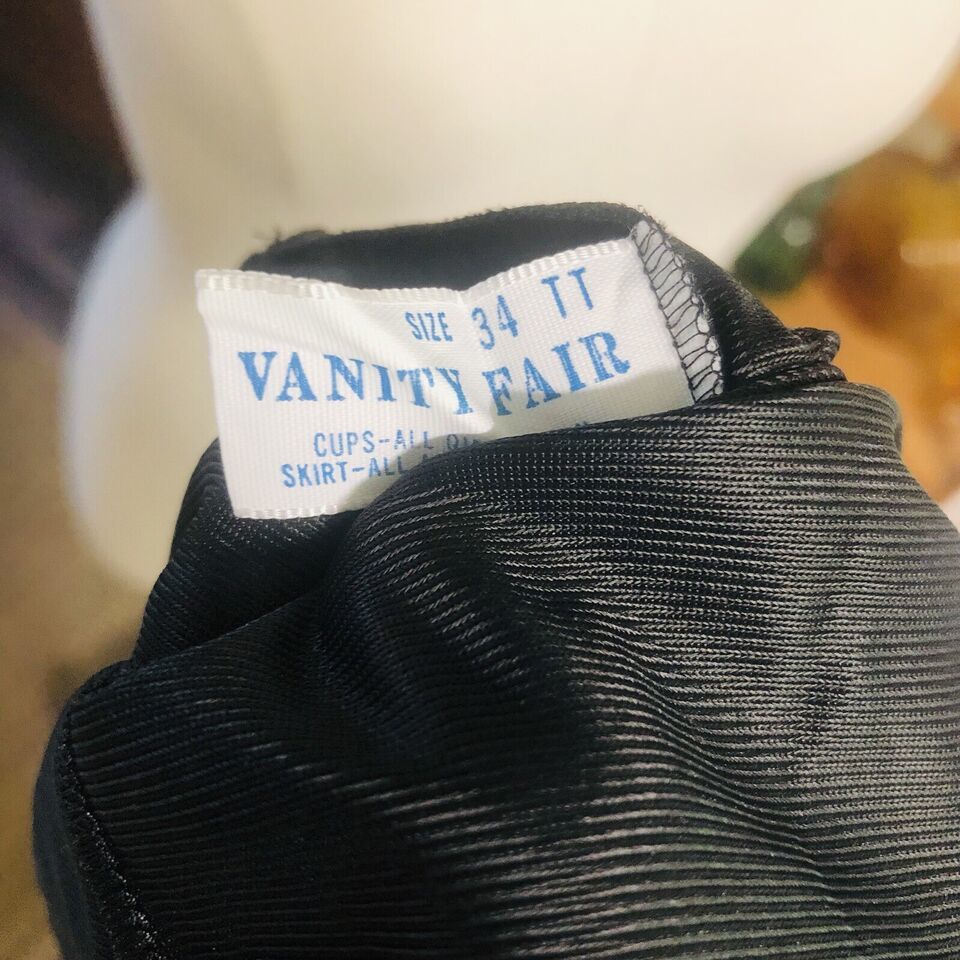 SIZE 34 TT
VANITY FAIR
CUPS-ALL
SKIRT-ALL